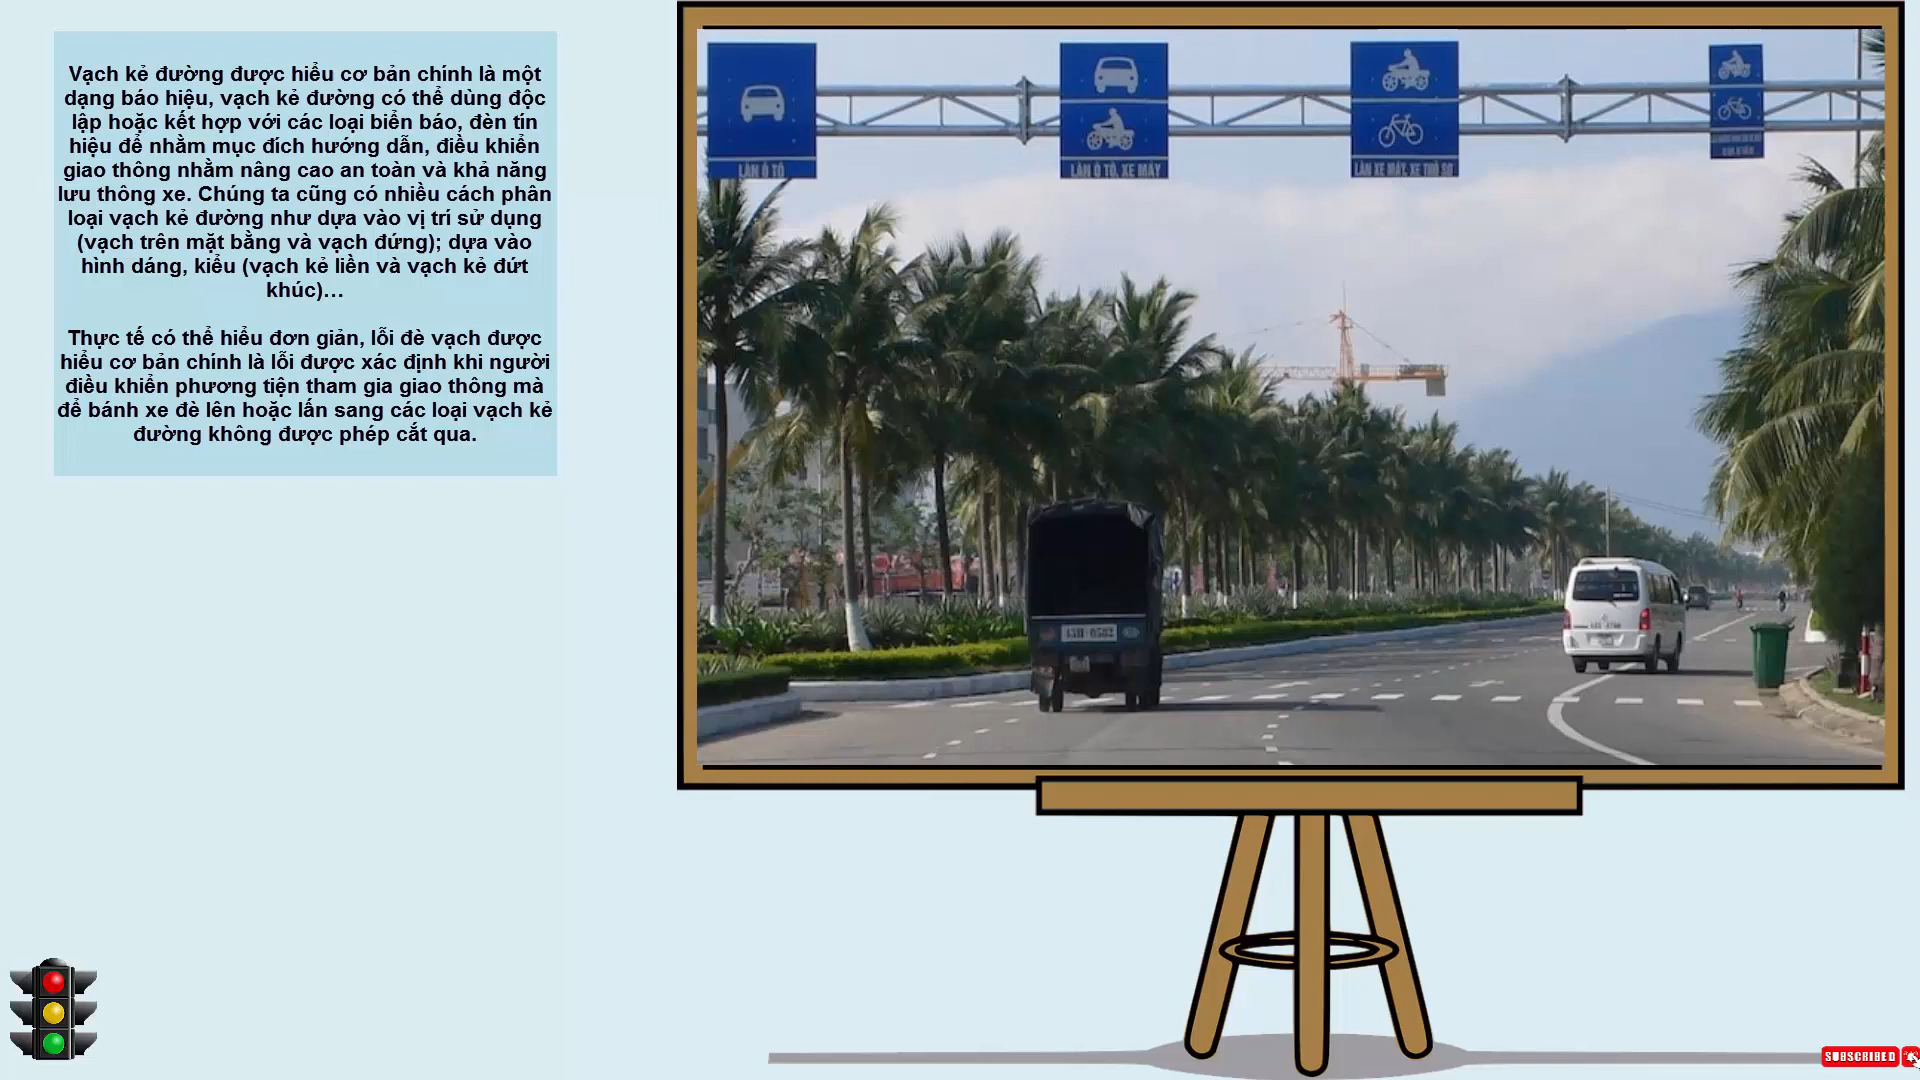 Vạch kẻ đường được hiểu cơ bản chính là một
dạng báo hiệu, vạch kẻ đường có thể dùng độc
lập hoặc kết hợp với các loại biển báo, đèn tín
hiệu để nhằm mục đích hướng dẫn, điều khiển
giao thông nhằm nâng cao an toàn và khả năng
lưu thông xe. Chúng ta cũng có nhiều cách phân
loại vạch kẻ đường như dựa vào vị trí sử dụng
(vạch trên mặt bằng và vạch đứng); dựa vào
hình dáng, kiểu (vạch kẻ liền và vạch kẻ đứt
khúc)…
Thực tế có thể hiểu đơn giản, lỗi đè vạch được
hiểu cơ bản chính là lỗi được xác định khi người
điều khiển phương tiện tham gia giao thông mà
để bánh xe đè lên hoặc lấn sang các loại vạch kẻ
đường không được phép cắt qua.
LÀN Ô TÔ
LÀN Ô TÔ, XE MÁY
LÀN XE MÁY, XE THÔ SƠ
SUBSCRIBED